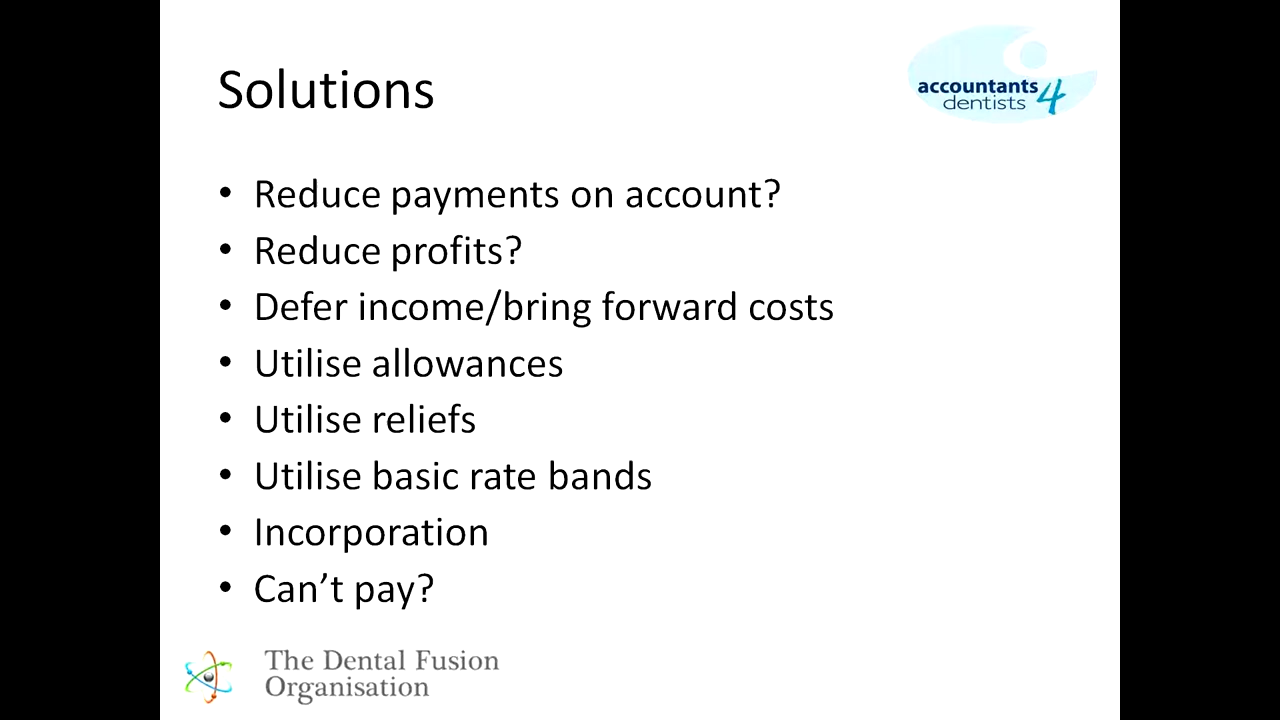 Solutions
accountants 4
dentists
• Reduce payments on account?
• Reduce profits?
• Defer income/bring forward costs
• Utilise allowances
• Utilise reliefs
• Utilise basic rate bands
• Incorporation
• Can’t pay?
The Dental Fusion
Organisation